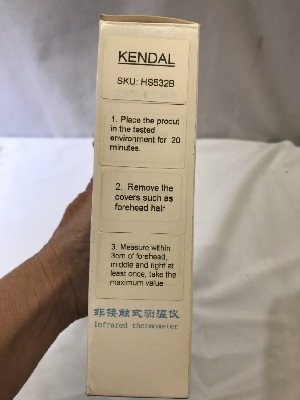 KENDAL
SKU: HS532B
1. Place the procut
in the tested
environment for 20
minutes.
2. Remove the
covers such as
forehead hair
3. Measure within
3cm of forehead,
middle and right at
least once, take the
maximum value
非接触式测温仪
Infrared thermometer